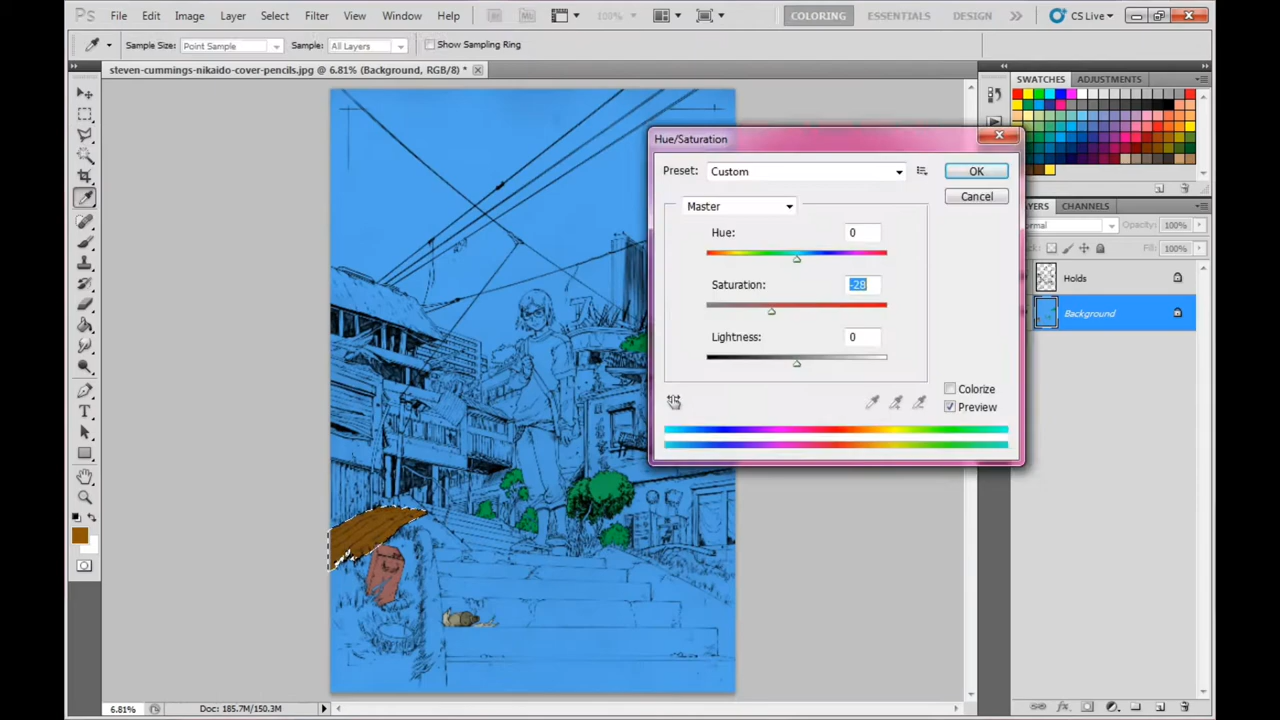 Ps File Edit Image Layer Select Filter View Window Help Br Mb 100% COLORING ESSENTIALS DESIGN CS Live
Sample Size: Point Sample Sample: All Layers Show Sampling Ring
steven-cummings-nikaido-cover-pencils.jpg @ 6.81% (Background, RGB/8) *
SWATCHES ADJUSTMENTS
Hue/Saturation
Preset: Custom OK
Cancel
Master
Hue: 0
Saturation: -28
Lightness: 0
Colorize
Preview
CHANNELS
Opacity: 100%
Fill: 100%
Holds
Background
6.81% Doc: 185.7M/150.3M